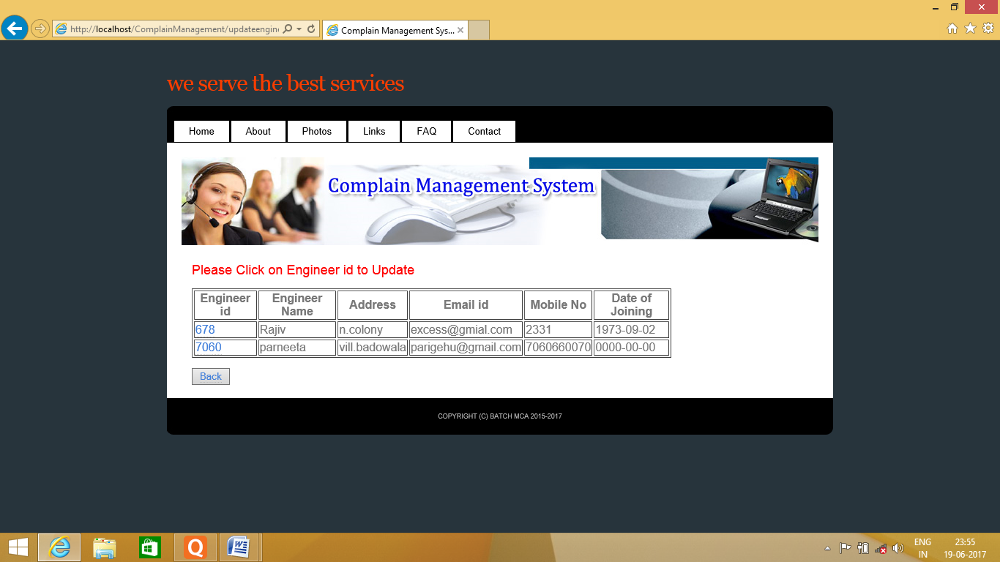 http://localhost/ComplainManagement/updateengin
Complain Management Sys...
we serve the best services
Home About Photos Links FAQ Contact
Complain Management System
Please Click on Engineer id to Update
Engineer id Engineer Name Address Email id Mobile No Date of Joining
678 Rajiv n.colony excess@gmial.com 2331 1973-09-02
7060 parneeta vill.badowala parigehu@gmail.com 7060660070 0000-00-00
Back
COPYRIGHT (C) BATCH MCA 2015-2017
ENG 23:55
IN 19-06-2017